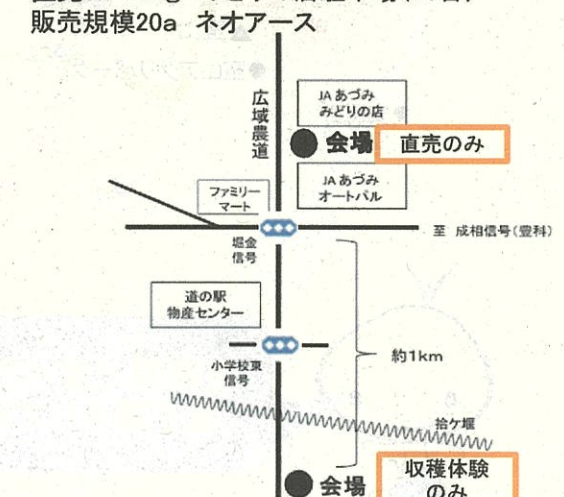 販売規模20a ネオアース
広域農道
JAあづみ
みどりの店
会場
直売のみ
JAあづみ
オートパル
ファミリー
マート
至 成相信号(豊科)
堀金
信号
道の駅
物産センター
約1km
小学校東
信号
拾ケ堰
会場
収穫体験
のみ